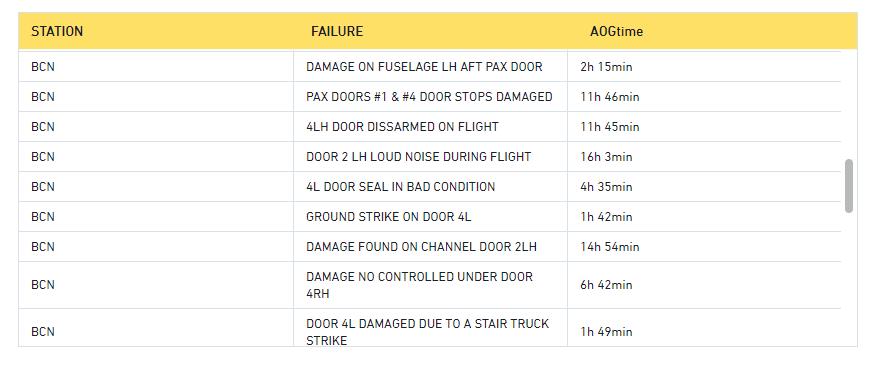 STATION FAILURE AOGtime
BCN DAMAGE ON FUSELAGE LH AFT PAX DOOR 2h 15min
BCN PAX DOORS #1 & #4 DOOR STOPS DAMAGED 11h 46min
BCN 4LH DOOR DISSARMED ON FLIGHT 11h 45min
BCN DOOR 2 LH LOUD NOISE DURING FLIGHT 16h 3min
BCN 4L DOOR SEAL IN BAD CONDITION 4h 35min
BCN GROUND STRIKE ON DOOR 4L 1h 42min
BCN DAMAGE FOUND ON CHANNEL DOOR 2LH 14h 54min
BCN DAMAGE NO CONTROLLED UNDER DOOR 6h 42min
4RH
BCN DOOR 4L DAMAGED DUE TO A STAIR TRUCK 1h 49min
STRIKE